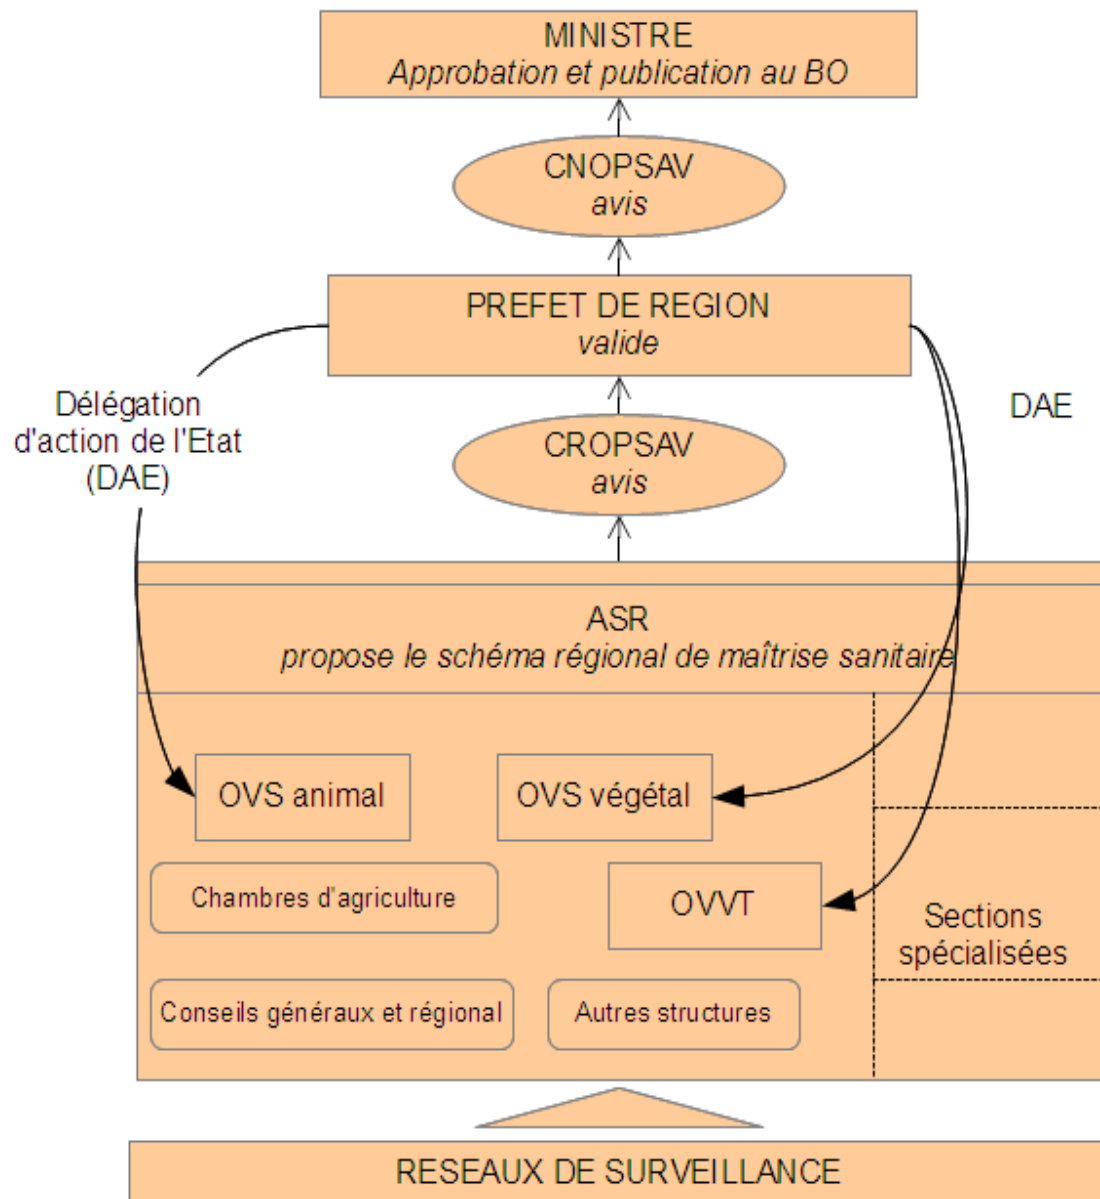 MINISTRE
Approbation et publication au BO
CNOPSAV
avis
PREFET DE REGION
valide
Délégation
d'action de l'Etat
(DAE)
DAE
CROPSAV
avis
ASR
propose le schéma régional de maîtrise sanitaire
OVS animal
OVS végétal
Chambres d'agriculture
OVVT
Sections
spécialisées
Conseils généraux et régional
Autres structures
RESEAUX DE SURVEILLANCE